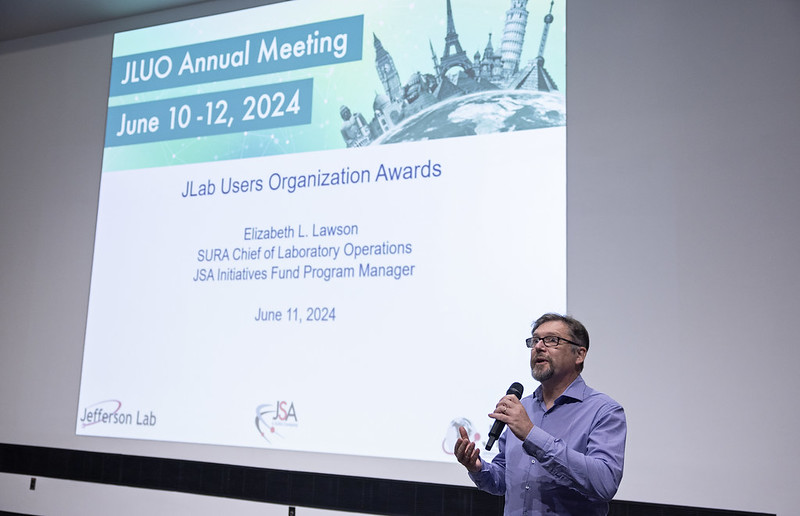 JLUO Annual Meeting
June 10 -12, 2024
JLab Users Organization Awards
Elizabeth L. Lawson
SURA Chief of Laboratory Operations
JSA Initiatives Fund Program Manager
June 11, 2024
Jefferson Lab
JSA